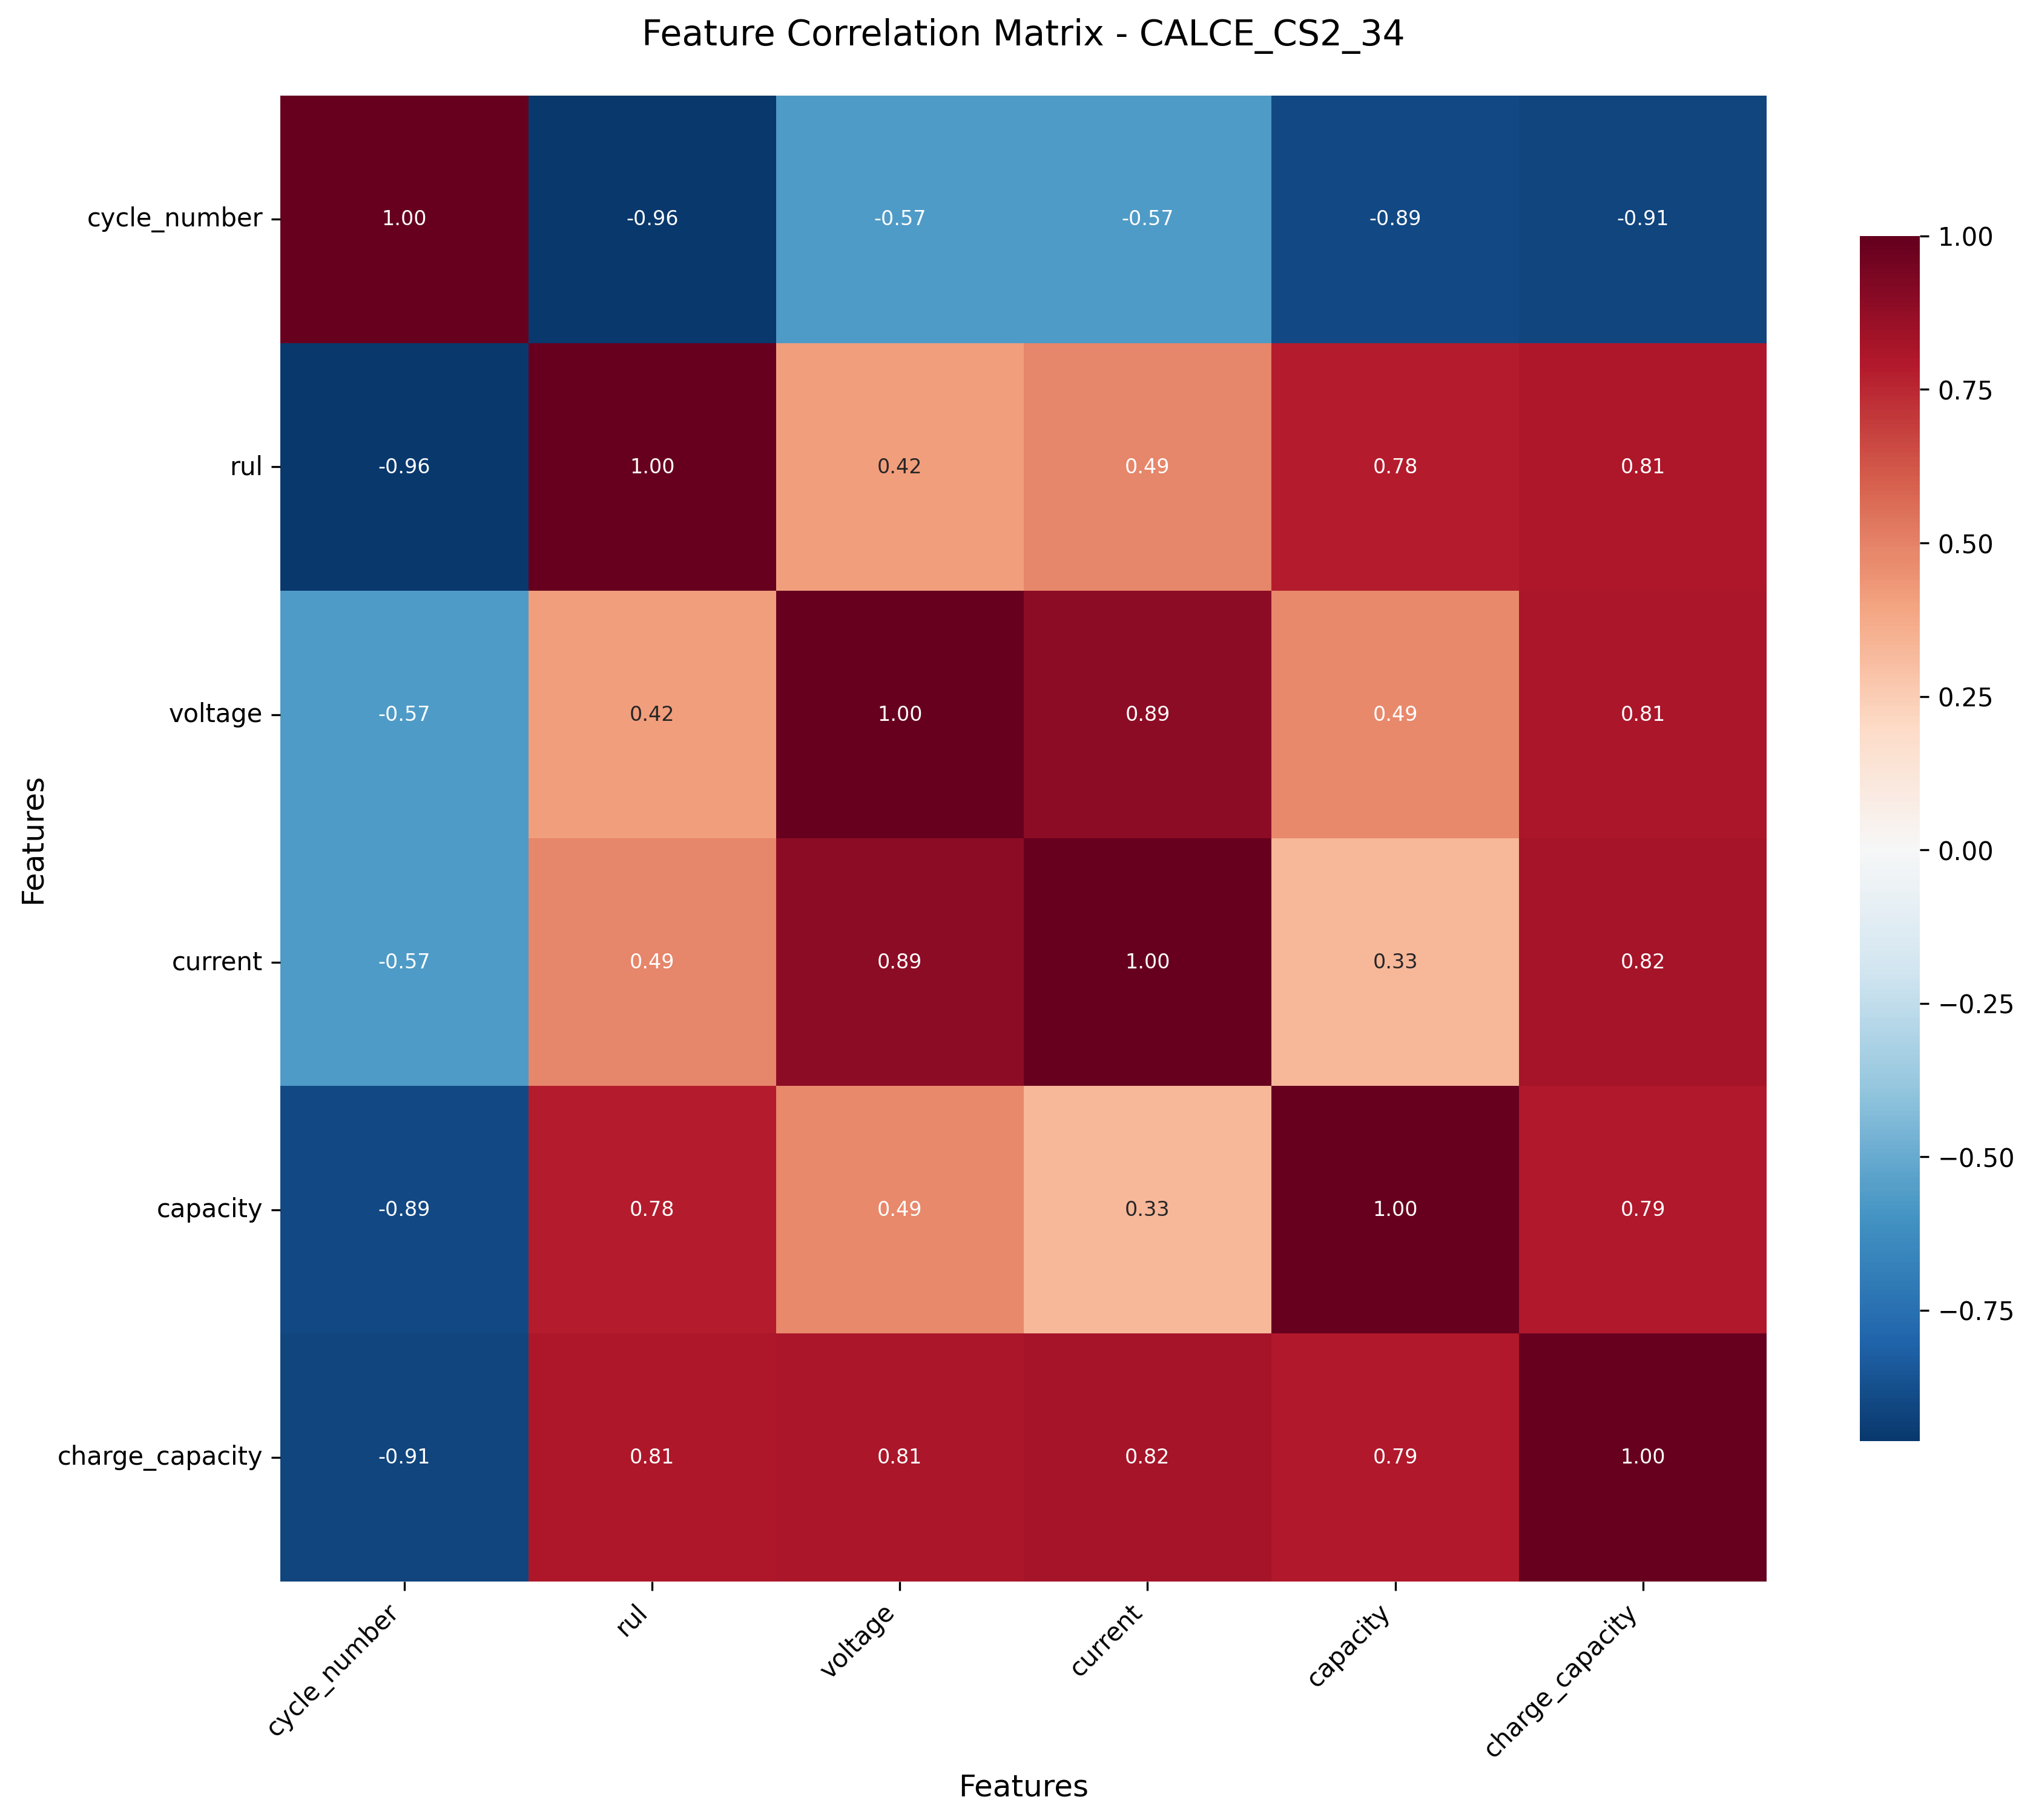 Feature Correlation Matrix - CALCE_CS2_34
Features
cycle_number 1.00 -0.96 -0.57 -0.57 -0.89 -0.91
rul -0.96 1.00 0.42 0.49 0.78 0.81
voltage -0.57 0.42 1.00 0.89 0.49 0.81
current -0.57 0.49 0.89 1.00 0.33 0.82
capacity -0.89 0.78 0.49 0.33 1.00 0.79
charge_capacity -0.91 0.81 0.81 0.82 0.79 1.00
cycle_number rul voltage current capacity charge_capacity
Features
1.00
0.75
0.50
0.25
0.00
−0.25
−0.50
−0.75